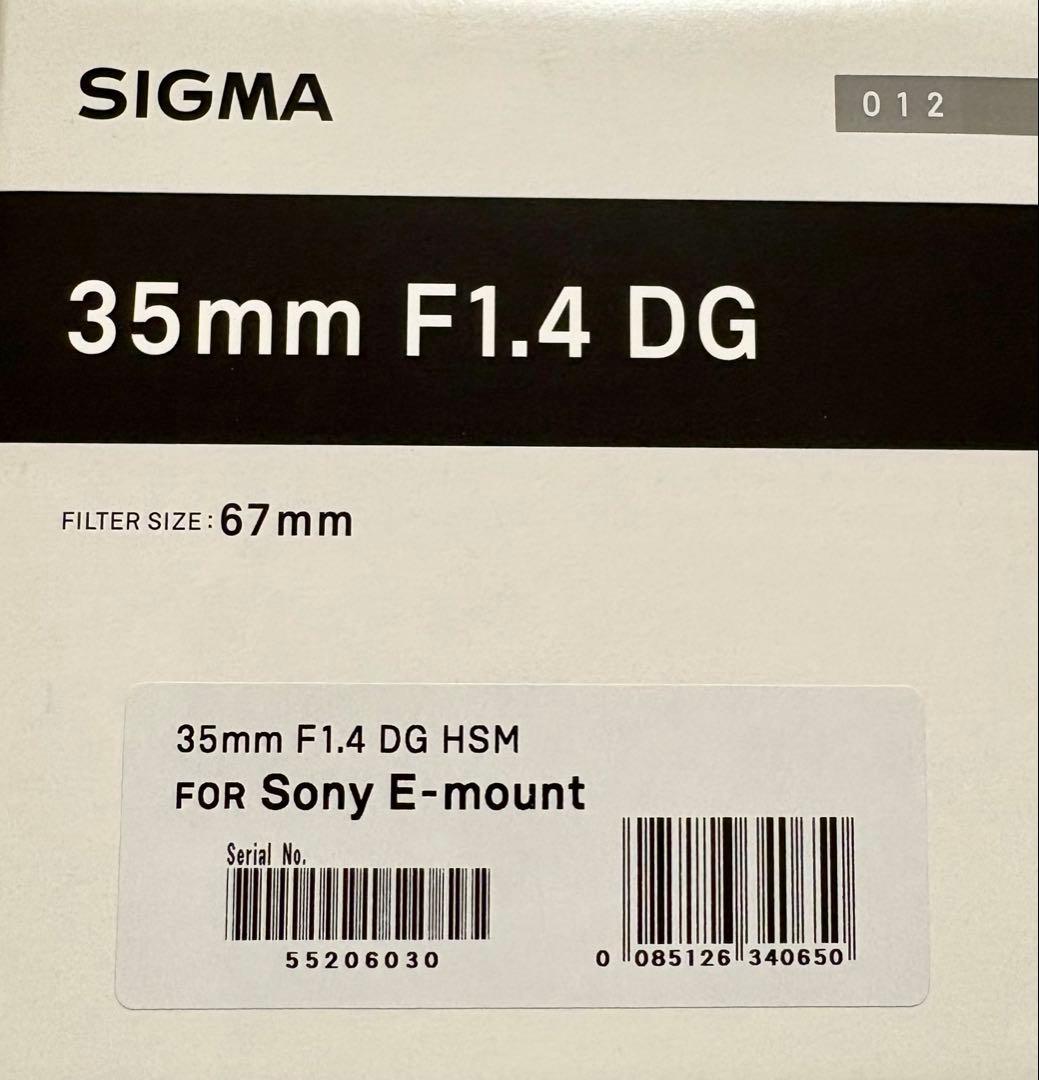 SIGMA
012
35mm F1.4 DG
FILTER SIZE:67mm
35mm F1.4 DG HSM
FOR Sony E-mount
Serial No.
55206030
0 085126 340650